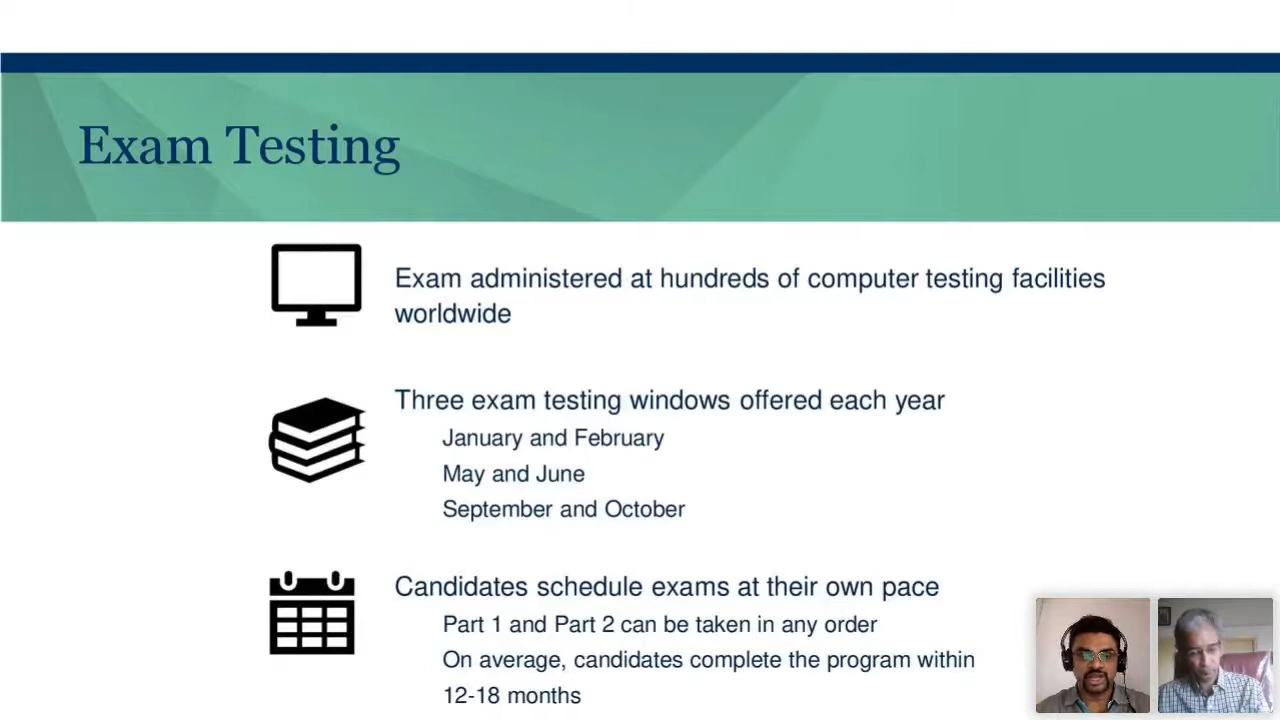 Exam Testing
Exam administered at hundreds of computer testing facilities
worldwide
Three exam testing windows offered each year
January and February
May and June
September and October
Candidates schedule exams at their own pace
Part 1 and Part 2 can be taken in any order
On average, candidates complete the program within
12-18 months